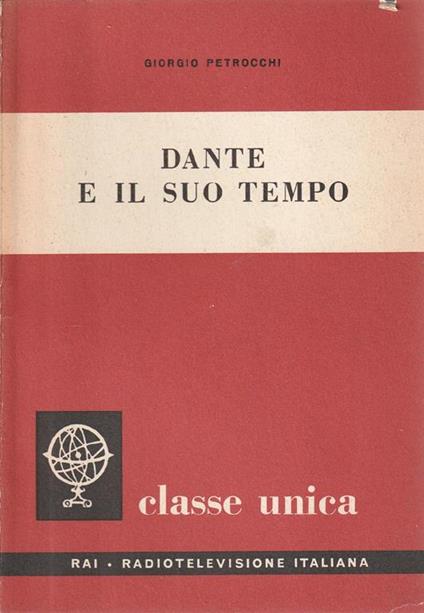 GIORGIO PETROCCHI
DANTE
E IL SUO TEMPO
classe unica
RAI • RADIOTELEVISIONE ITALIANA